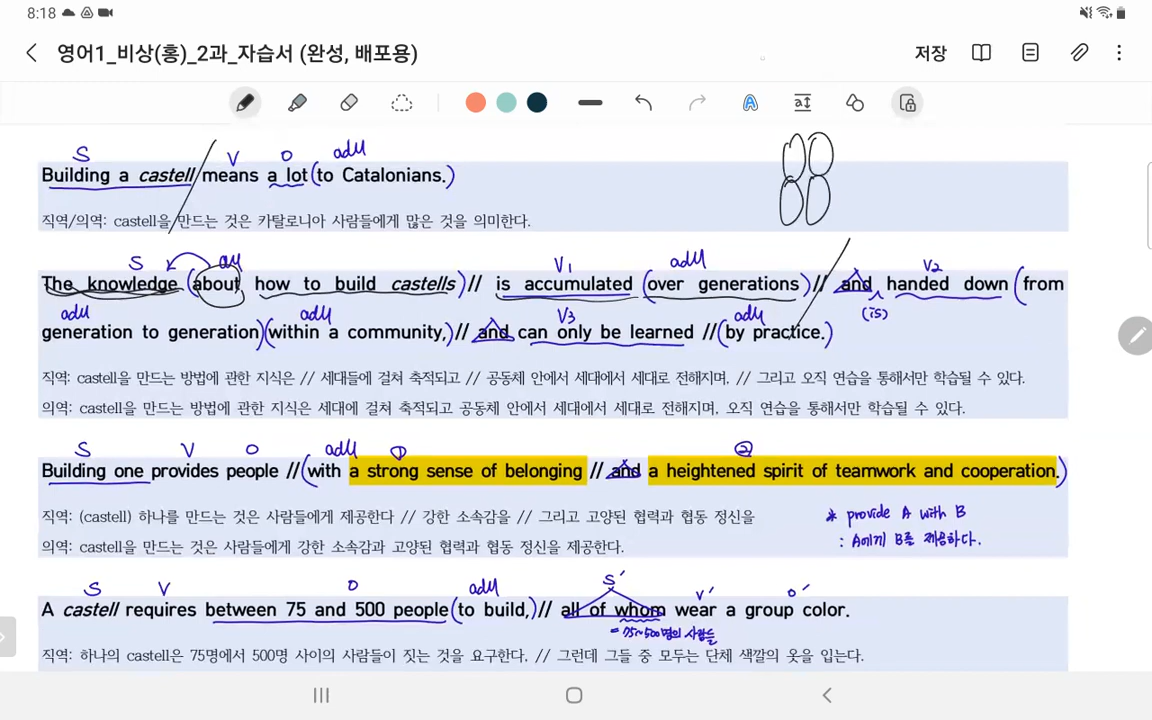 8:18
영어1_비상(홍)_2과_자습서 (완성, 배포용)
저장
S V O adv
Building a castell / means a lot (to Catalonians.)
직역/의역: castell을 만드는 것은 카탈로니아 사람들에게 많은 것을 의미한다.
S V₁ adv V₂
The knowledge (about how to build castells) // is accumulated (over generations) // and handed down (from
(is)
adv adv V₃ adv
generation to generation)(within a community,) // and can only be learned // (by practice.)
직역: castell을 만드는 방법에 관한 지식은 // 세대들에 걸쳐 축적되고 // 공동체 안에서 세대에서 세대로 전해지며, // 그리고 오직 연습을 통해서만 학습될 수 있다.
의역: castell을 만드는 방법에 관한 지식은 세대에 걸쳐 축적되고 공동체 안에서 세대에서 세대로 전해지며, 오직 연습을 통해서만 학습될 수 있다.
S V O adv ① ②
Building one provides people // (with a strong sense of belonging // and a heightened spirit of teamwork and cooperation.)
직역: (castell) 하나를 만드는 것은 사람들에게 제공한다 // 강한 소속감을 // 그리고 고양된 협력과 협동 정신을
* provide A with B
: A에게 B를 제공하다.
의역: castell을 만드는 것은 사람들에게 강한 소속감과 고양된 협력과 협동 정신을 제공한다.
S V O adv S′ V′ O′
A castell requires between 75 and 500 people (to build,) // all of whom wear a group color.
= 75~500명의 사람들
직역: 하나의 castell은 75명에서 500명 사이의 사람들이 짓는 것을 요구한다, // 그런데 그들 중 모두는 단체 색깔의 옷을 입는다.